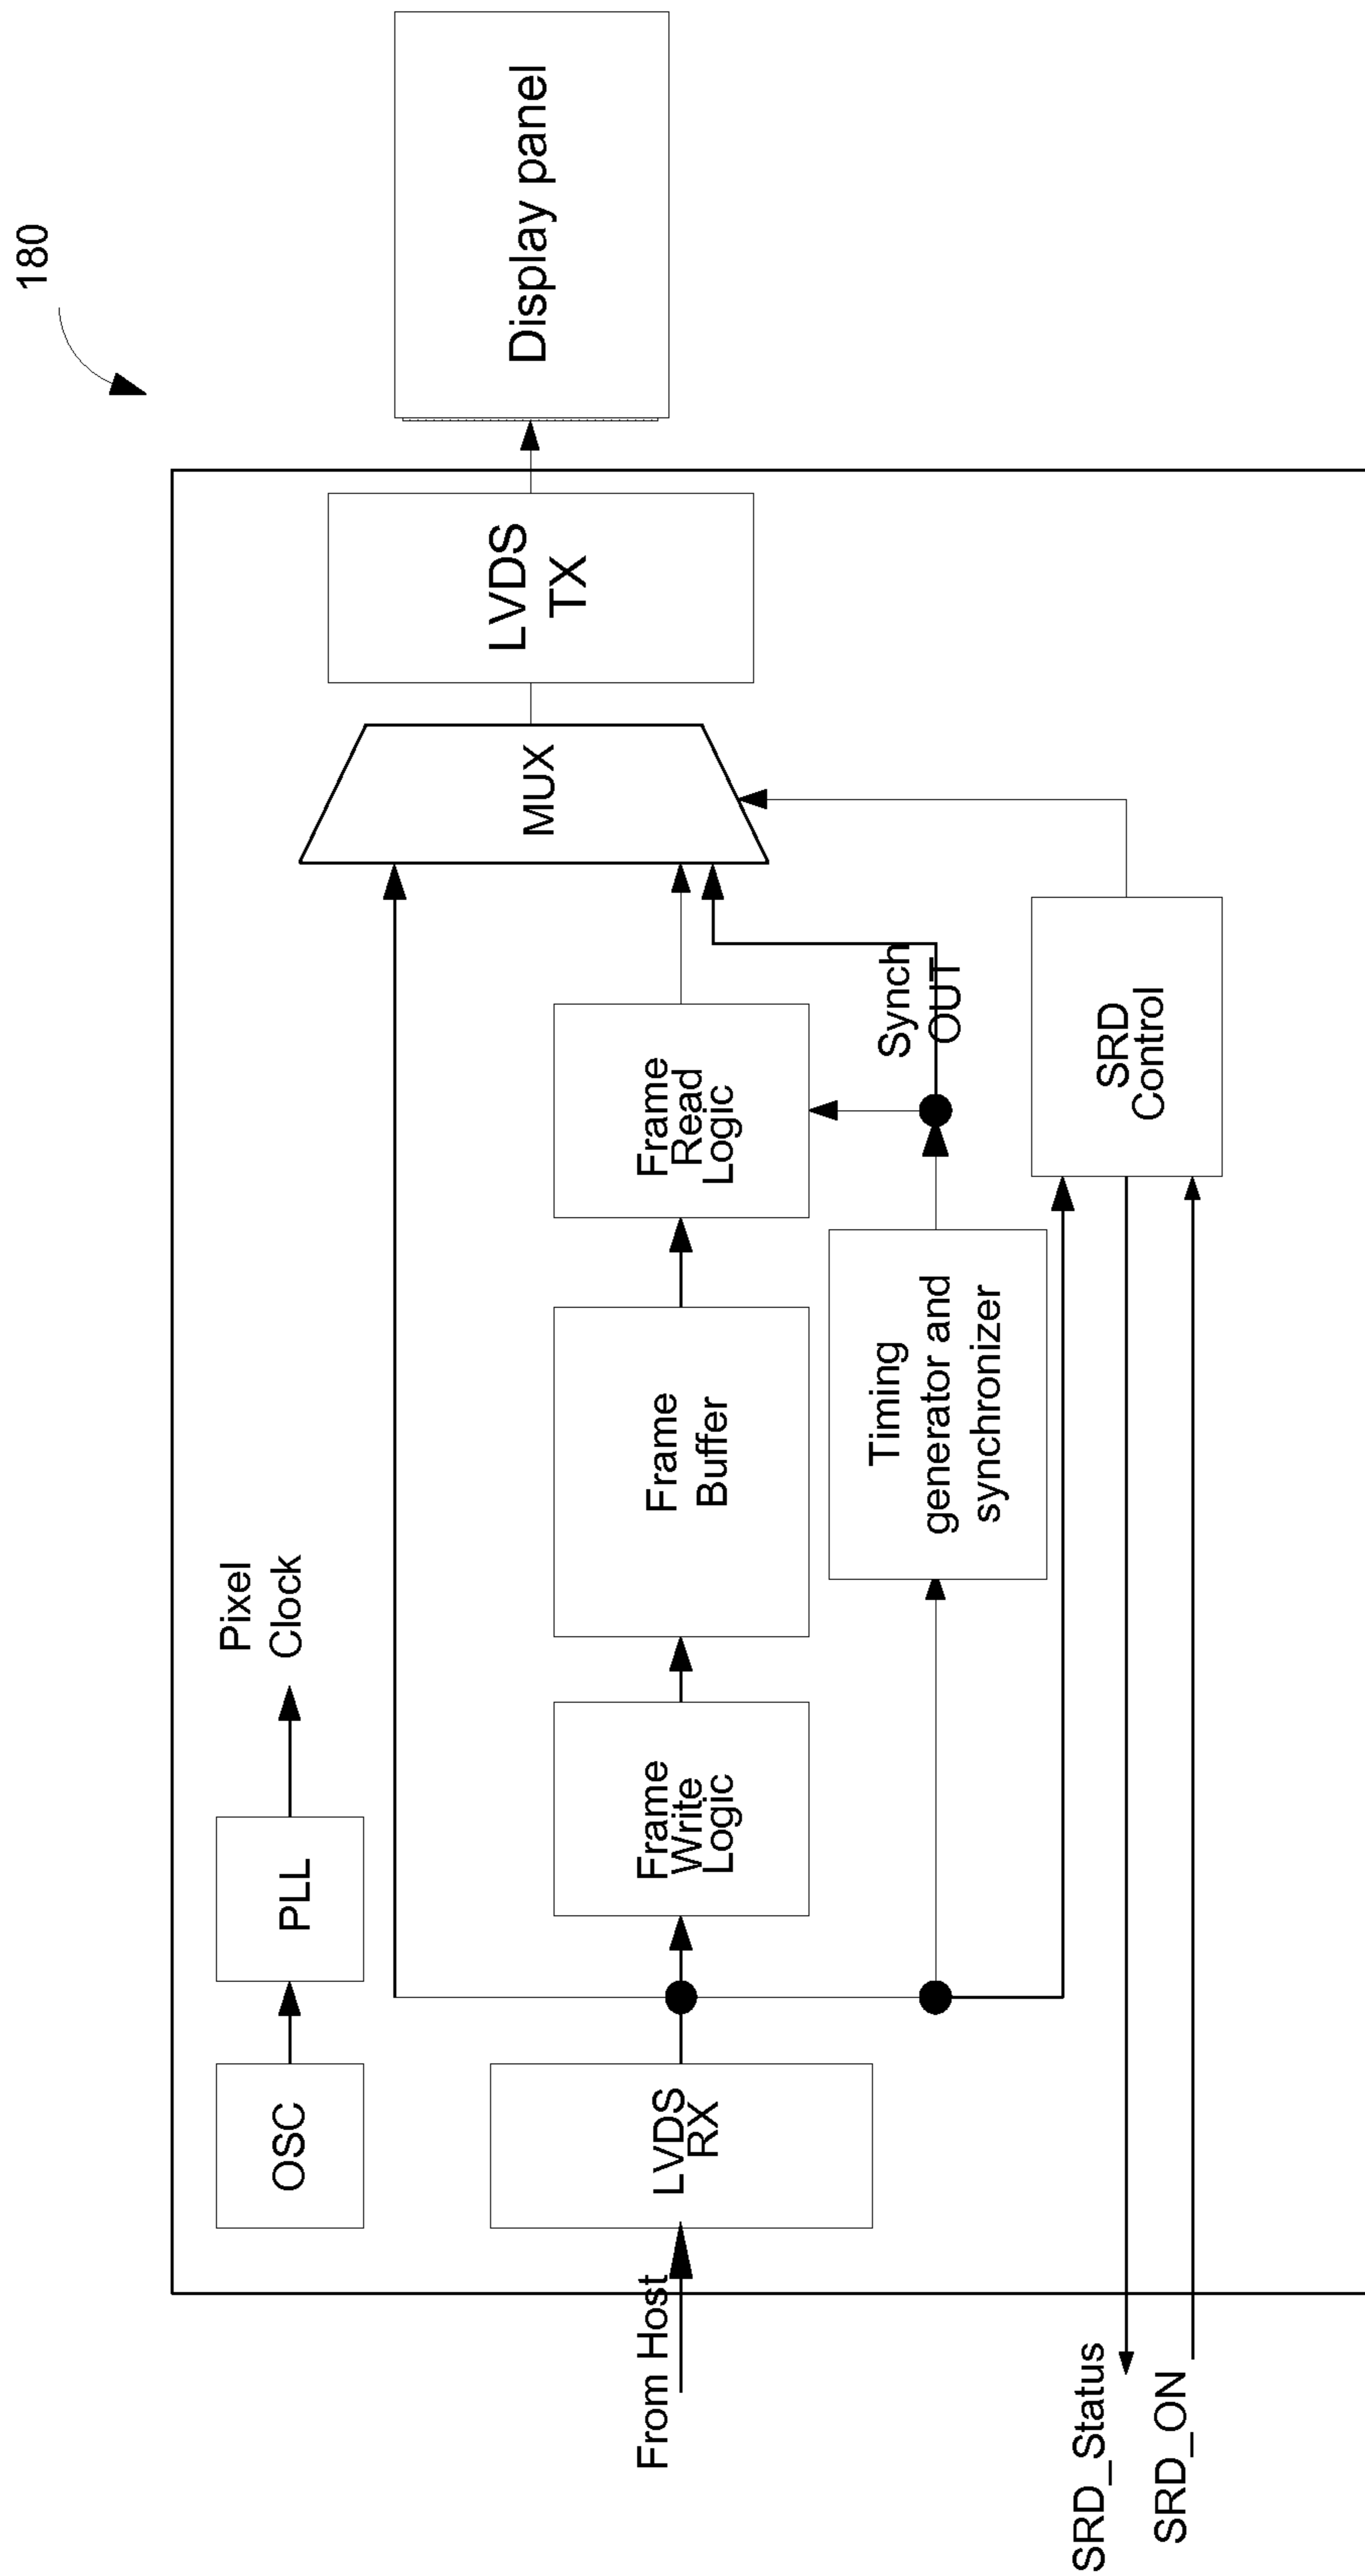 180
OSC
PLL
Pixel
Clock
From Host
LVDS
RX
Frame
Write
Logic
Frame
Buffer
Frame
Read
Logic
MUX
LVDS
TX
Display panel
Timing
generator and
synchronizer
Synch
OUT
SRD
Control
SRD_Status
SRD_ON